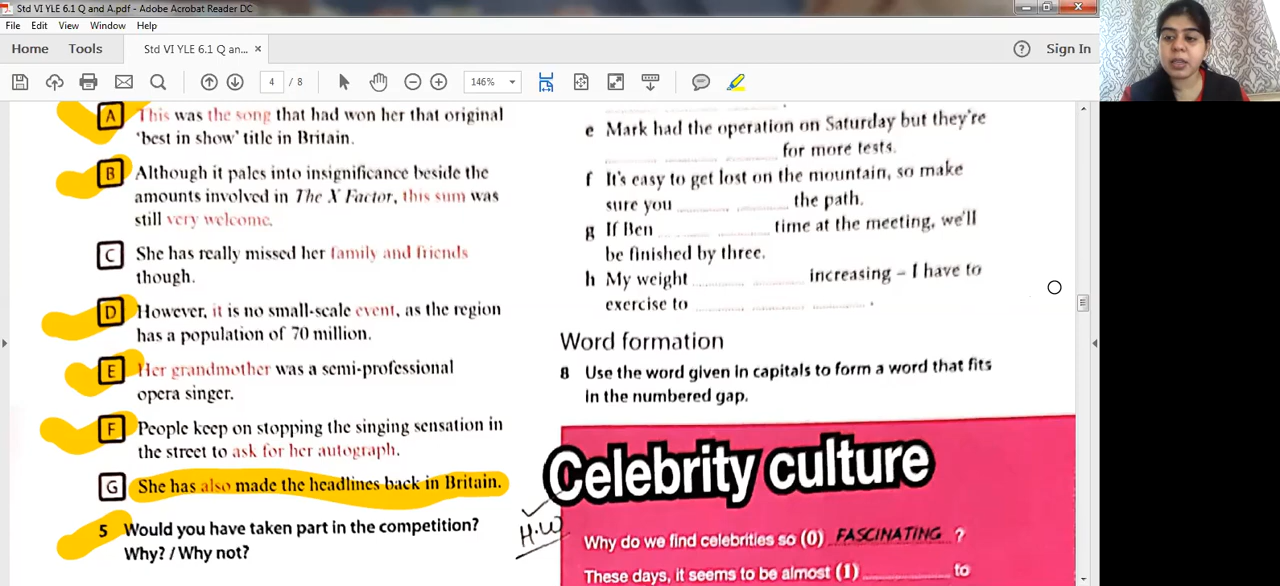 Std VI YLE 6.1 Q and A.pdf - Adobe Acrobat Reader DC
File Edit View Window Help
Home Tools Std VI YLE 6.1 Q an... × ? Sign In
4 / 8 146%
A This was the song that had won her that original
'best in show' title in Britain.
B Although it pales into insignificance beside the
amounts involved in The X Factor, this sum was
still very welcome.
C She has really missed her family and friends
though.
D However, it is no small-scale event, as the region
has a population of 70 million.
E Her grandmother was a semi-professional
opera singer.
F People keep on stopping the singing sensation in
the street to ask for her autograph.
G She has also made the headlines back in Britain.
5 Would you have taken part in the competition?
Why? / Why not?
e Mark had the operation on Saturday but they're
for more tests.
f It's easy to get lost on the mountain, so make
sure you the path.
g If Ben time at the meeting, we'll
be finished by three.
h My weight increasing – I have to
exercise to .
Word formation
8 Use the word given in capitals to form a word that fits
in the numbered gap.
Celebrity culture
H.W
Why do we find celebrities so (0) FASCINATING ?
These days, it seems to be almost (1) to